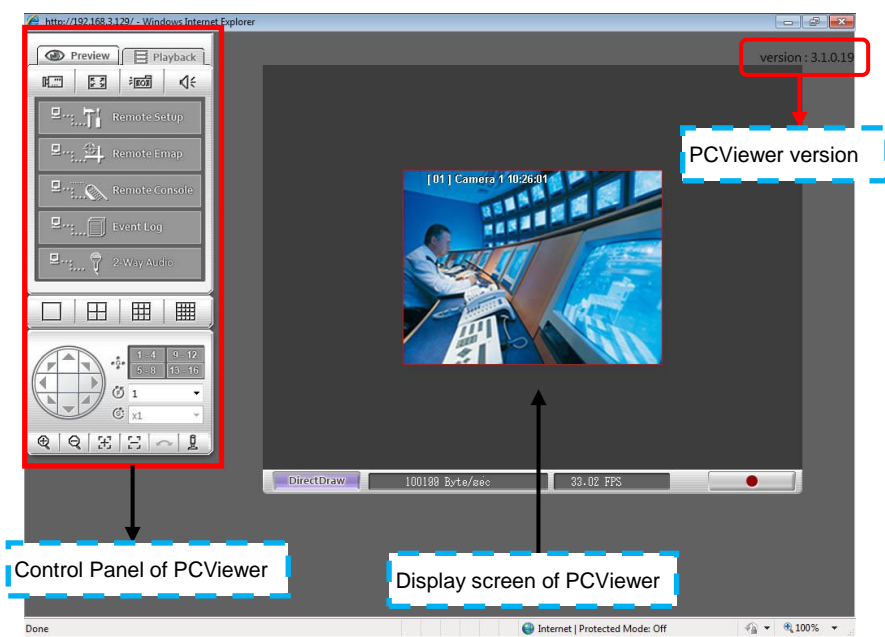 http://192.168.3.129/ - Windows Internet Explorer
version : 3.1.0.19
Preview
Playback
Remote Setup
Remote Emap
Remote Console
Event Log
2-Way Audio
PCViewer version
[01 ] Camera 1 10:26:01
1 - 4 9 - 12
5 - 8 13 - 16
1
x1
DirectDraw
100199 Byte/sec
33.02 FPS
Control Panel of PCViewer
Display screen of PCViewer
Done
Internet | Protected Mode: Off
100%